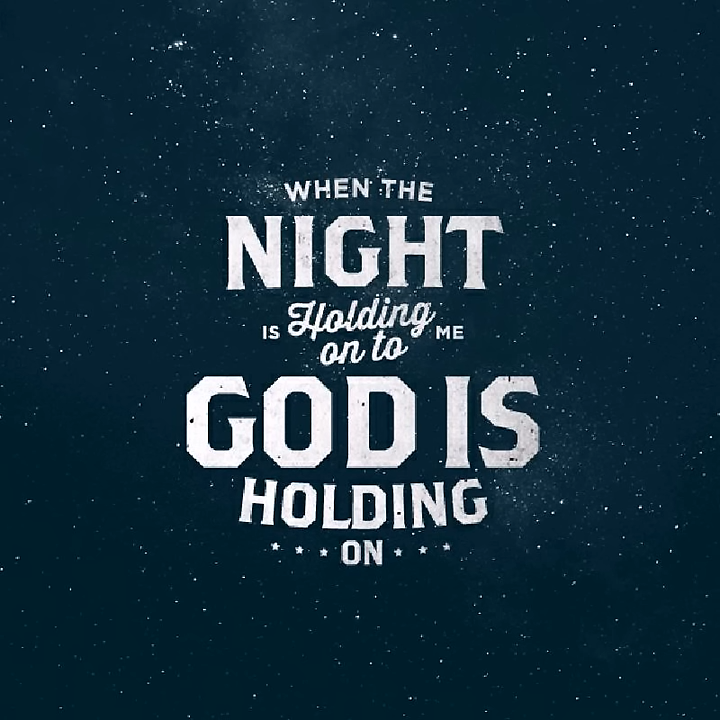 WHEN THE
NIGHT
IS Holding ME
on to
GOD IS
HOLDING
ON